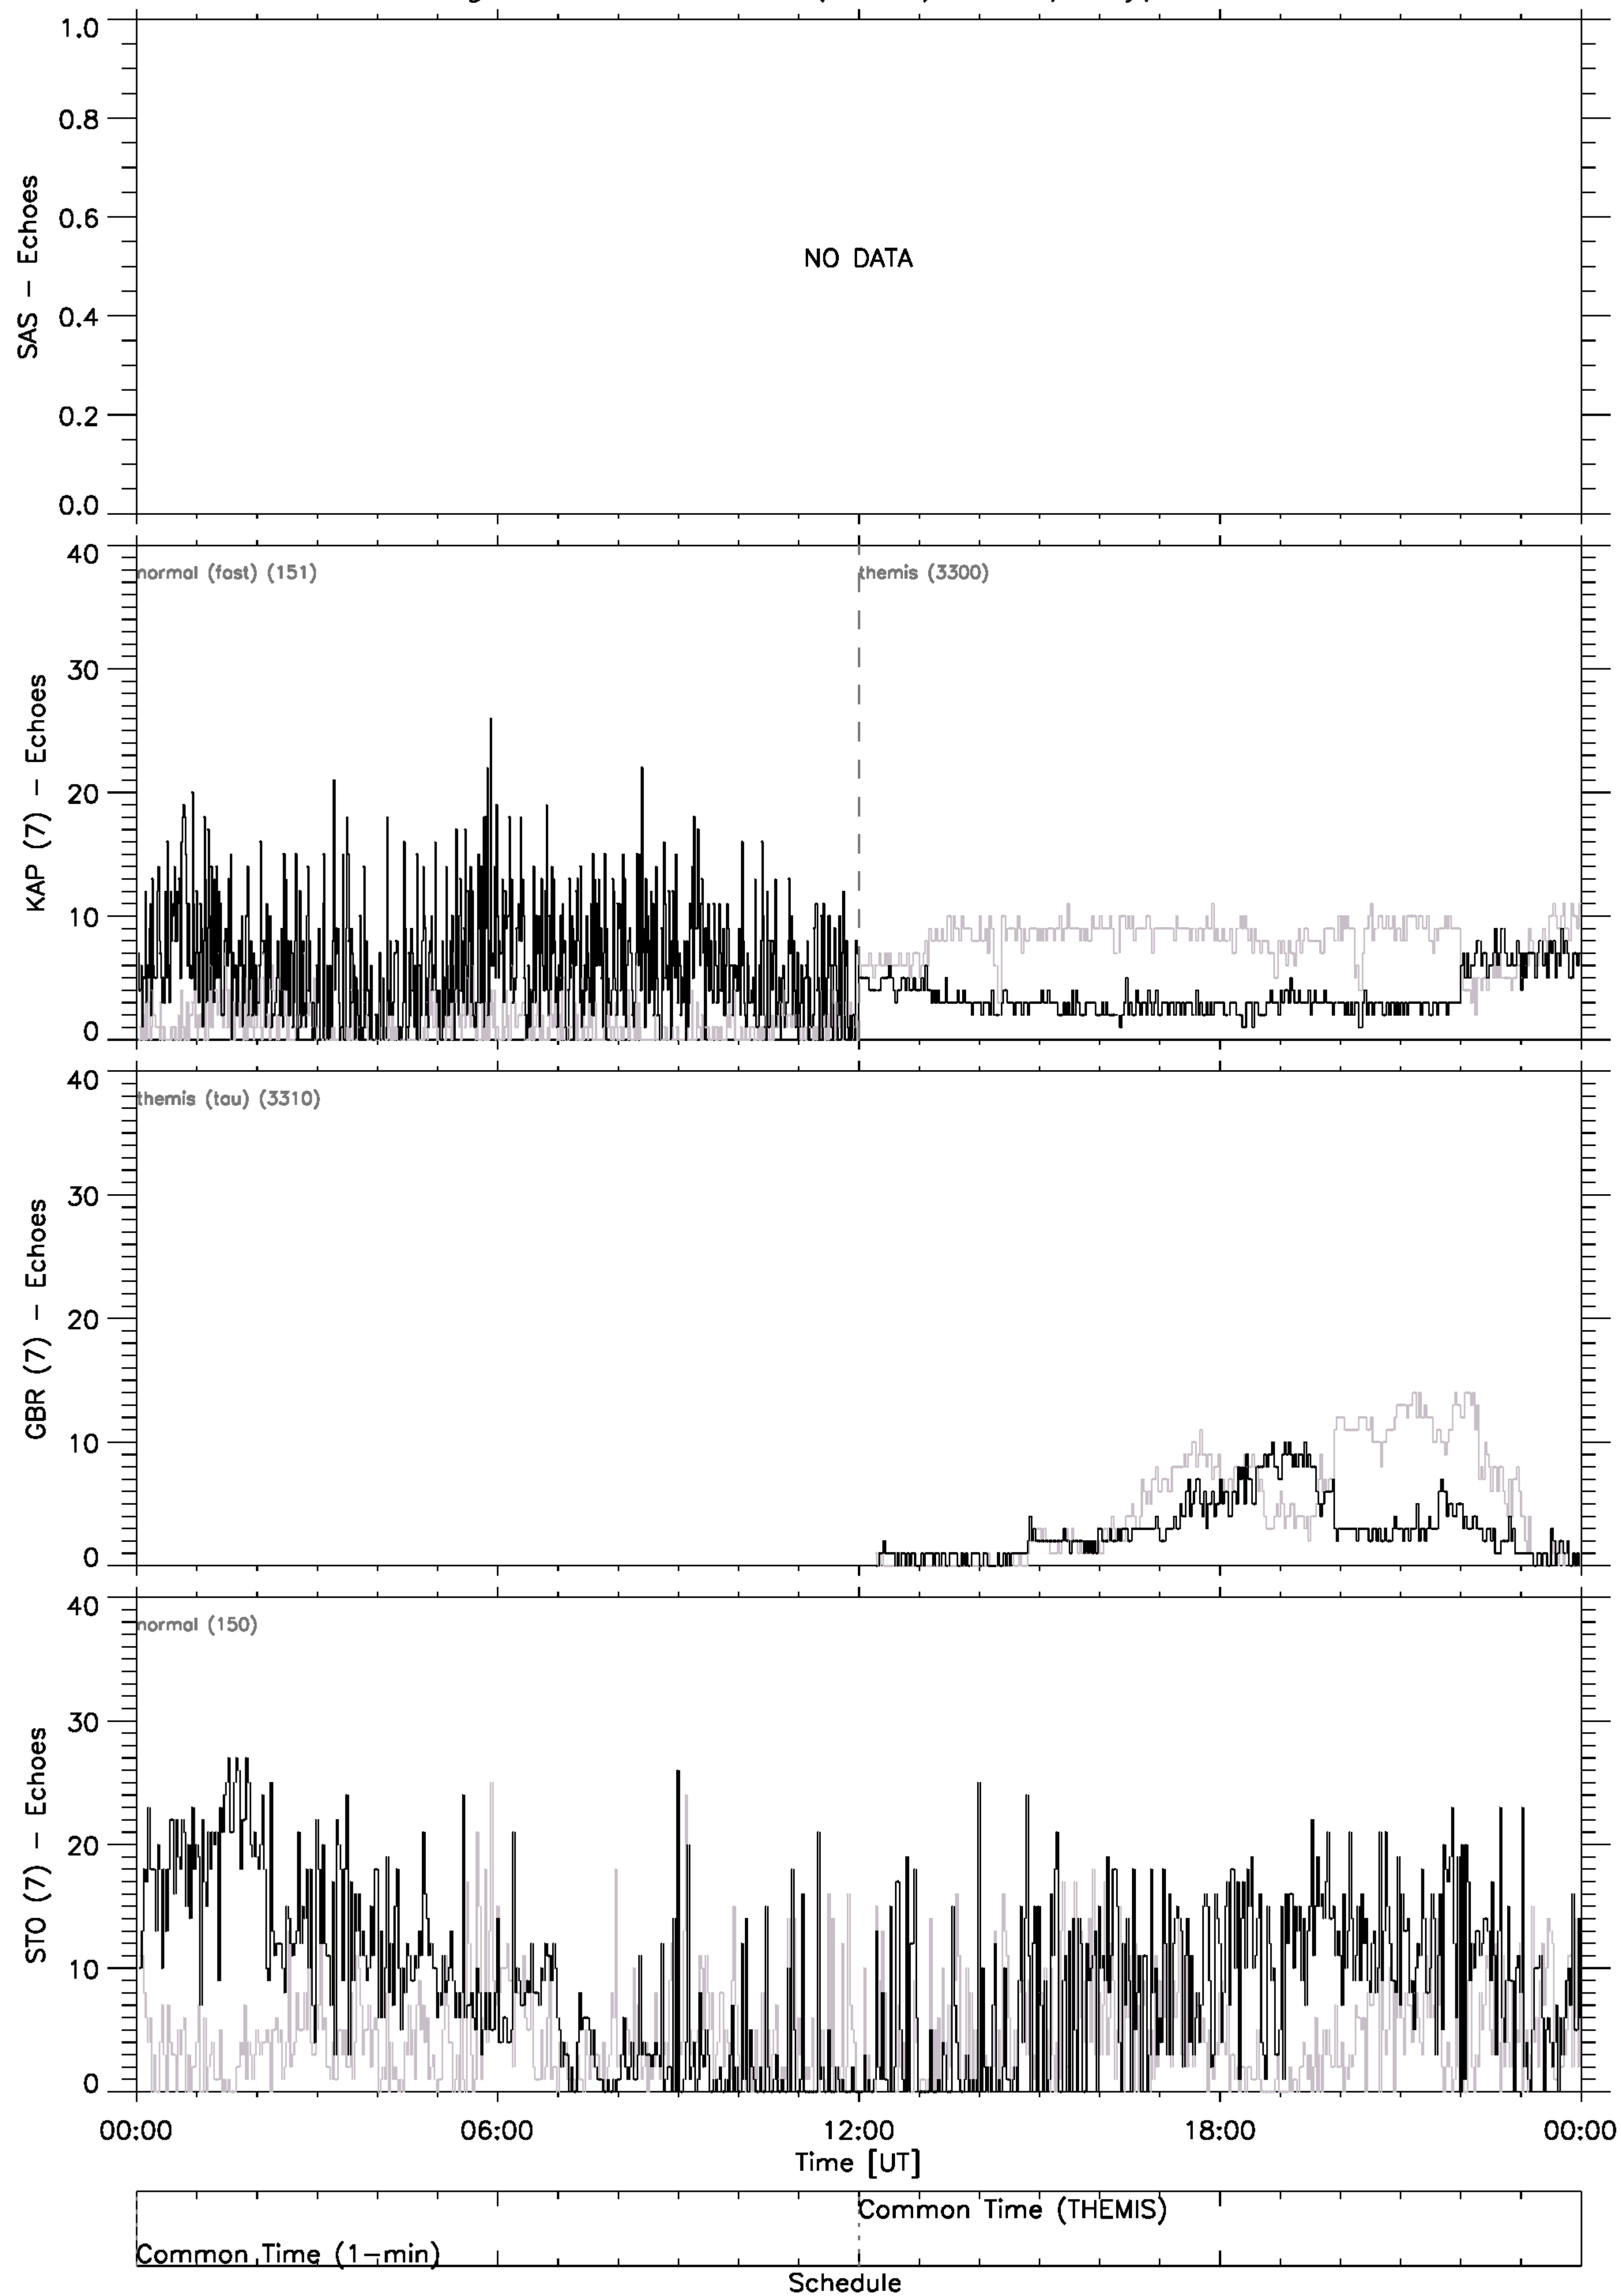 1.0
0.8
0.6
0.4
0.2
0.0
SAS - Echoes
NO DATA
40
30
20
10
0
KAP (7) - Echoes
normal (fast) (151)
themis (3300)
40
30
20
10
0
GBR (7) - Echoes
themis (tau) (3310)
40
30
20
10
0
STO (7) - Echoes
normal (150)
00:00 06:00 12:00 18:00 00:00
Time [UT]
Common Time (THEMIS)
Common Time (1-min)
Schedule